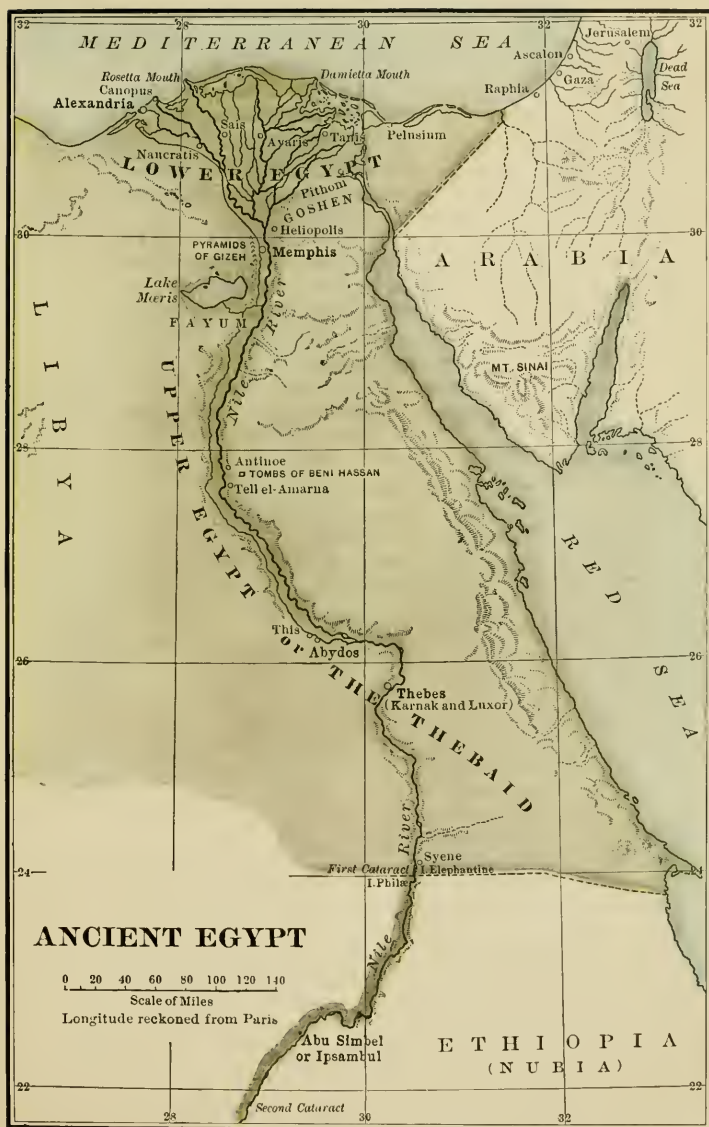 32 28 30 32 32
MEDITERRANEAN SEA
Jerusalem
Ascalon
Dead
Sea
Gaza
Raphia
Rosetta Mouth
Damietta Mouth
Canopus
Alexandria
Sais
Avaris
Tanis
Pelusium
Naucratis
LOWER EGYPT
Pithom
GOSHEN
30
Heliopolis
30
PYRAMIDS
OF GIZEH
Memphis
ARABIA
Lake
Mœris
FAYUM
Nile River
LIBYA
UPPER EGYPT or THE THEBAID
MT. SINAI
28
28
Antinoe
TOMBS OF BENI HASSAN
Tell el-Amarna
RED SEA
This
Abydos
26
26
Thebes
(Karnak and Luxor)
Nile River
Syene
24
First Cataract
I. Elephantine
24
I. Philæ
ANCIENT EGYPT
0 20 40 60 80 100 120 140
Scale of Miles
Longitude reckoned from Paris
Abu Simbel
or Ipsambul
ETHIOPIA
(NUBIA)
22
22
Second Cataract
28 30 32